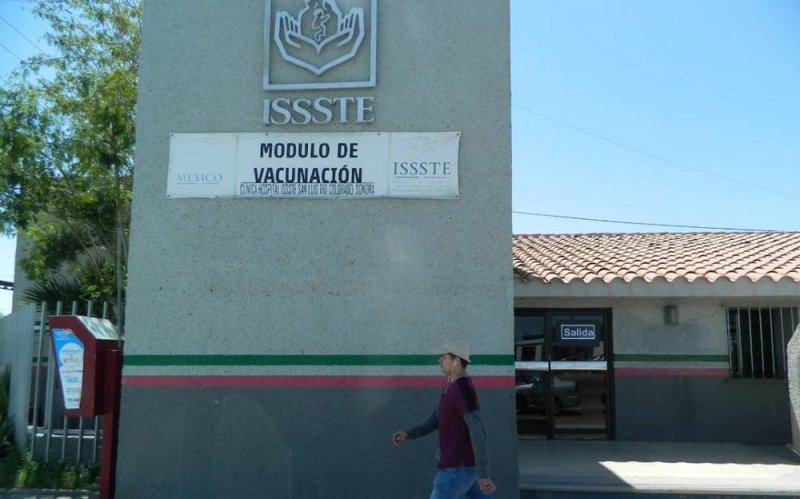 ISSSTE
MODULO DE
VACUNACIÓN
CLINICA HOSPITAL ISSSTE SAN LUIS RIO COLORADO, SONORA
MÉXICO
ISSSTE
Salida